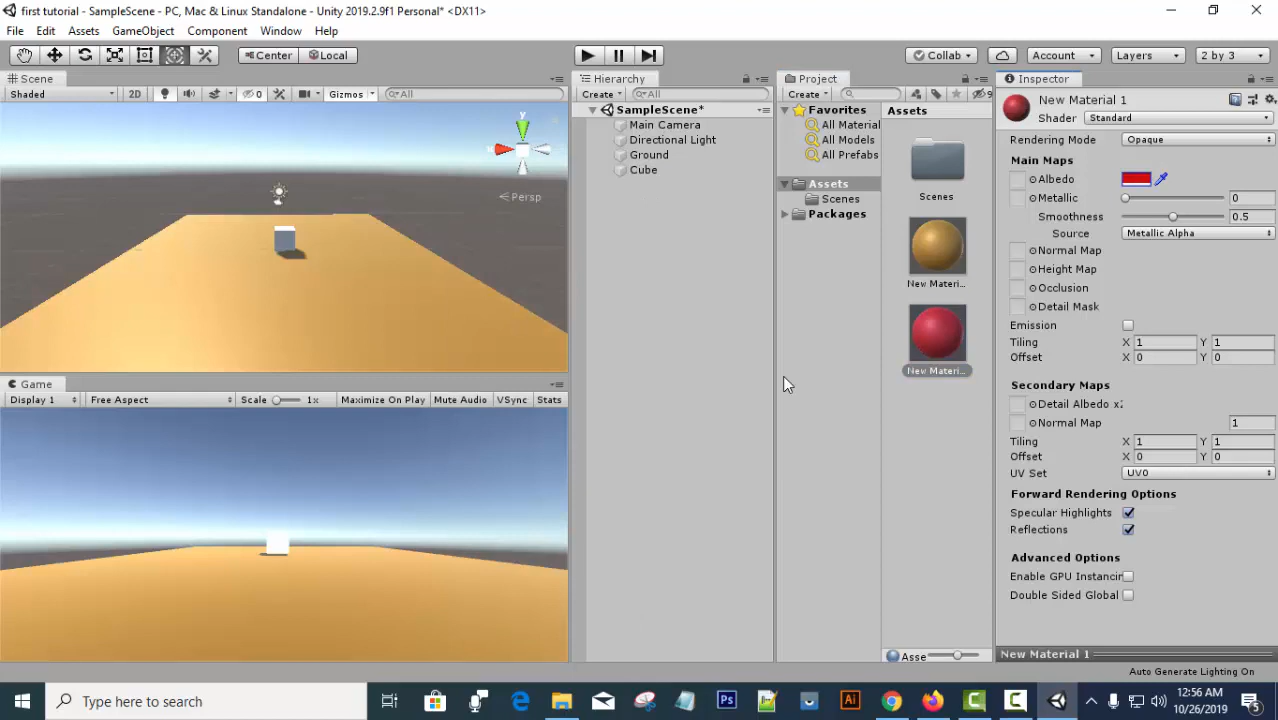 first tutorial - SampleScene - PC, Mac & Linux Standalone - Unity 2019.2.9f1 Personal* <DX11>
File Edit Assets GameObject Component Window Help
Center Local Collab Account Layers 2 by 3
Scene
Shaded 2D 0 Gizmos All
y
Persp
Game
Display 1 Free Aspect Scale 1x Maximize On Play Mute Audio VSync Stats
Hierarchy
Create All
SampleScene*
Main Camera
Directional Light
Ground
Cube
Project
Create 9
Favorites
All Material
All Models
All Prefabs
Assets
Scenes
Packages
Assets
Scenes
New Materi...
New Materi...
Asse
Inspector
New Material 1
Shader Standard
Rendering Mode Opaque
Main Maps
Albedo
Metallic 0
Smoothness 0.5
Source Metallic Alpha
Normal Map
Height Map
Occlusion
Detail Mask
Emission
Tiling X 1 Y 1
Offset X 0 Y 0
Secondary Maps
Detail Albedo x2
Normal Map 1
Tiling X 1 Y 1
Offset X 0 Y 0
UV Set UV0
Forward Rendering Options
Specular Highlights
Reflections
Advanced Options
Enable GPU Instancin
Double Sided Global
New Material 1
Auto Generate Lighting On
Type here to search
Ps
Ai
12:56 AM
10/26/2019
5